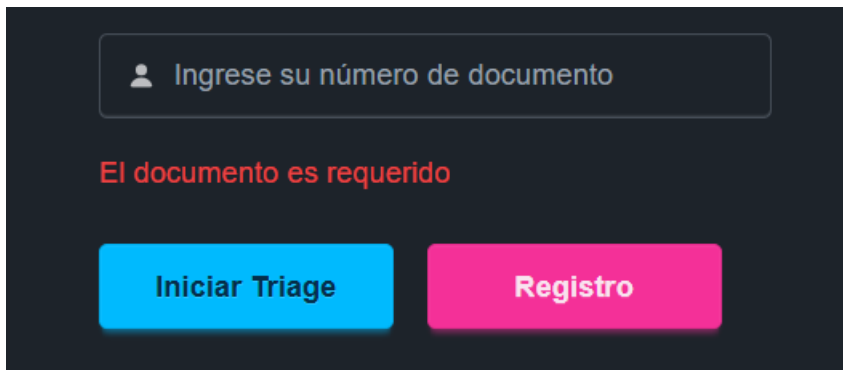 Ingrese su número de documento
El documento es requerido
Iniciar Triage
Registro